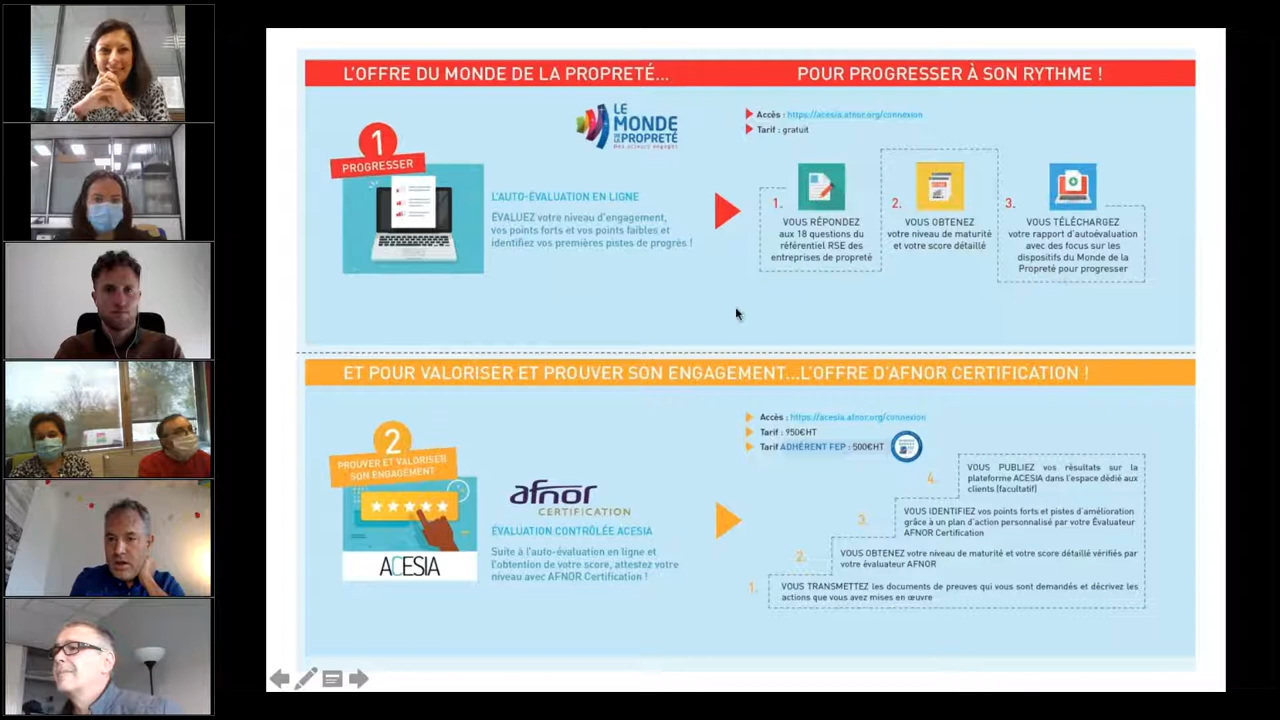 L'OFFRE DU MONDE DE LA PROPRETÉ...
POUR PROGRESSER À SON RYTHME !
1
PROGRESSER
LE
MONDE
DE LA PROPRETÉ
Des acteurs engagés
L'AUTO-ÉVALUATION EN LIGNE
ÉVALUEZ votre niveau d'engagement,
vos points forts et vos points faibles et
identifiez vos premières pistes de progrès !
Accès : https://acesia.afnor.org/connexion
Tarif : gratuit
1.
VOUS RÉPONDEZ
aux 18 questions du
référentiel RSE des
entreprises de propreté
2.
VOUS OBTENEZ
votre niveau de maturité
et votre score détaillé
3.
VOUS TÉLÉCHARGEZ
votre rapport d'autoévaluation
avec des focus sur les
dispositifs du Monde de la
Propreté pour progresser
ET POUR VALORISER ET PROUVER SON ENGAGEMENT...L'OFFRE D'AFNOR CERTIFICATION !
2
PROUVER ET VALORISER
SON ENGAGEMENT
ACESIA
afnor
CERTIFICATION
ÉVALUATION CONTRÔLÉE ACESIA
Suite à l'auto-évaluation en ligne et
l'obtention de votre score, attestez votre
niveau avec AFNOR Certification !
Accès : https://acesia.afnor.org/connexion
Tarif : 950€HT
Tarif ADHÉRENT FEP : 500€HT
4.
VOUS PUBLIEZ vos résultats sur la
plateforme ACESIA dans l'espace dédié aux
clients (facultatif)
3.
VOUS IDENTIFIEZ vos points forts et pistes d'amélioration
grâce à un plan d'action personnalisé par votre Évaluateur
AFNOR Certification
2.
VOUS OBTENEZ votre niveau de maturité et votre score détaillé vérifiés par
votre évaluateur AFNOR
1.
VOUS TRANSMETTEZ les documents de preuves qui vous sont demandés et décrivez les
actions que vous avez mises en œuvre